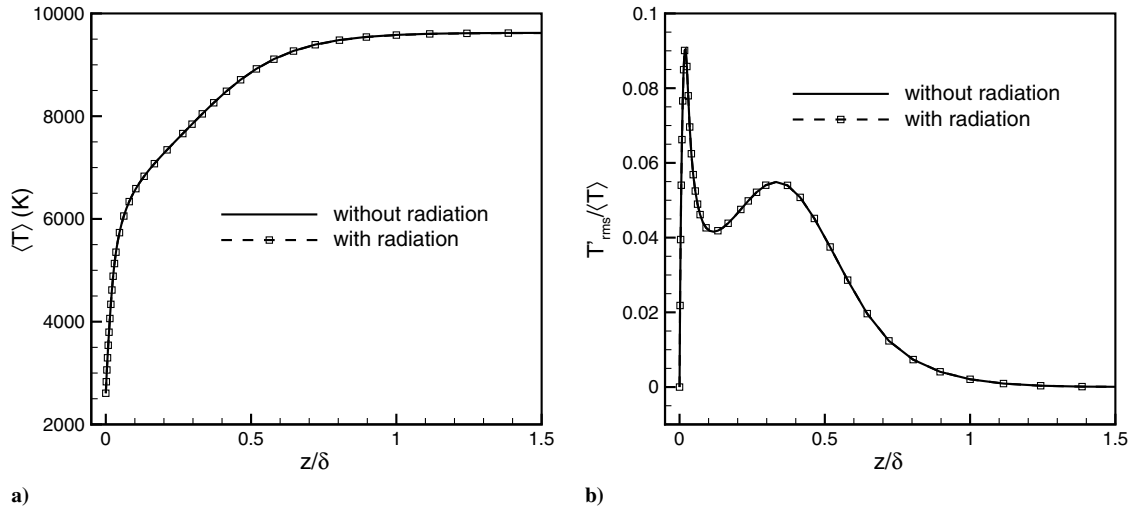 10000
8000
6000
4000
2000
⟨T⟩ (K)
without radiation
with radiation
0
0.5
1
1.5
z/δ
a)
0.1
0.08
0.06
0.04
0.02
0
T'rms/⟨T⟩
without radiation
with radiation
0
0.5
1
1.5
z/δ
b)